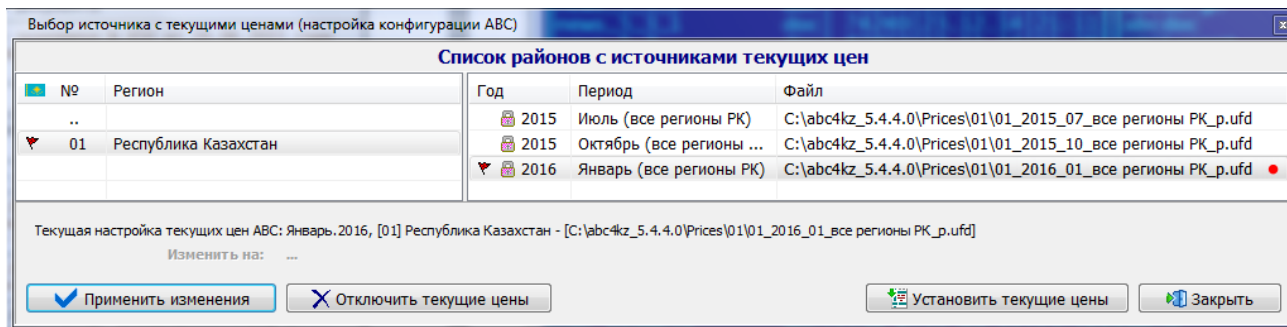 Выбор источника с текущими ценами (настройка конфигурации АВС)
Список районов с источниками текущих цен
№ Регион
..
01 Республика Казахстан
Год Период Файл
2015 Июль (все регионы РК) C:\abc4kz_5.4.4.0\Prices\01\01_2015_07_все регионы РК_p.ufd
2015 Октябрь (все регионы ... C:\abc4kz_5.4.4.0\Prices\01\01_2015_10_все регионы РК_p.ufd
2016 Январь (все регионы РК) C:\abc4kz_5.4.4.0\Prices\01\01_2016_01_все регионы РК_p.ufd
Текущая настройка текущих цен АВС: Январь.2016, [01] Республика Казахстан - [C:\abc4kz_5.4.4.0\Prices\01\01_2016_01_все регионы РК_p.ufd]
Изменить на: ...
Применить изменения Отключить текущие цены Установить текущие цены Закрыть